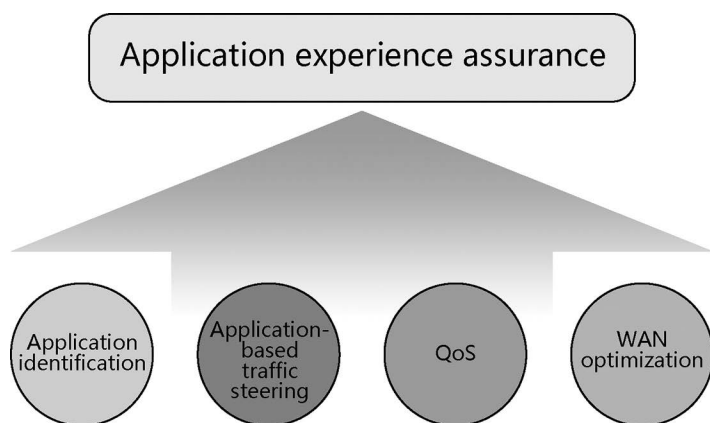 Application experience assurance
Application
identification
Application-
based
traffic
steering
QoS
WAN
optimization